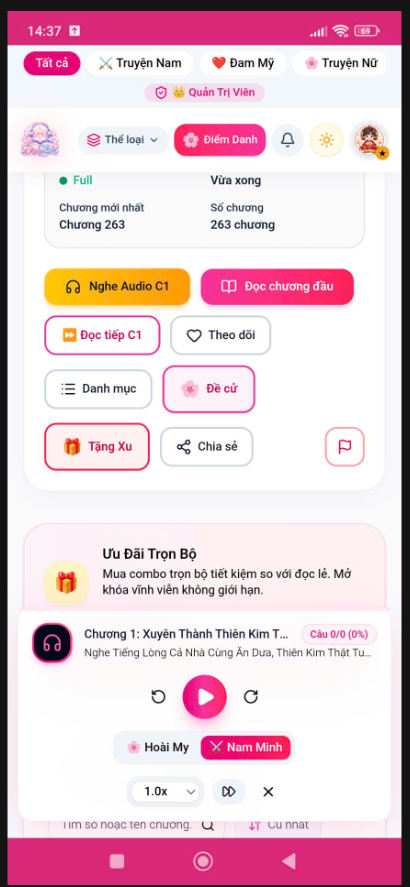 14:37
69
Tất cả
⚔️ Truyện Nam
❤️ Đam Mỹ
🌸 Truyện Nữ
👑 Quản Trị Viên
Thể loại
🌸 Điểm Danh
Full
Vừa xong
Chương mới nhất
Số chương
Chương 263
263 chương
Nghe Audio C1
Đọc chương đầu
⏩ Đọc tiếp C1
Theo dõi
Danh mục
🌸 Đề cử
🎁 Tặng Xu
Chia sẻ
Ưu Đãi Trọn Bộ
Mua combo trọn bộ tiết kiệm so với đọc lẻ. Mở
khóa vĩnh viễn không giới hạn.
Chương 1: Xuyên Thành Thiên Kim T...
Câu 0/0 (0%)
Nghe Tiếng Lòng Cả Nhà Cùng Ăn Dưa, Thiên Kim Thật Tu...
🌸 Hoài My
⚔️ Nam Minh
1.0x
Tìm số hoặc tên chương.
Cũ nhất